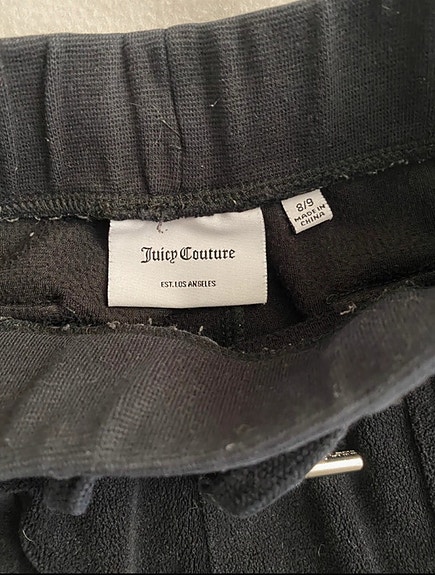 Juicy Couture
EST. LOS ANGELES
8/9
MADE IN
CHINA